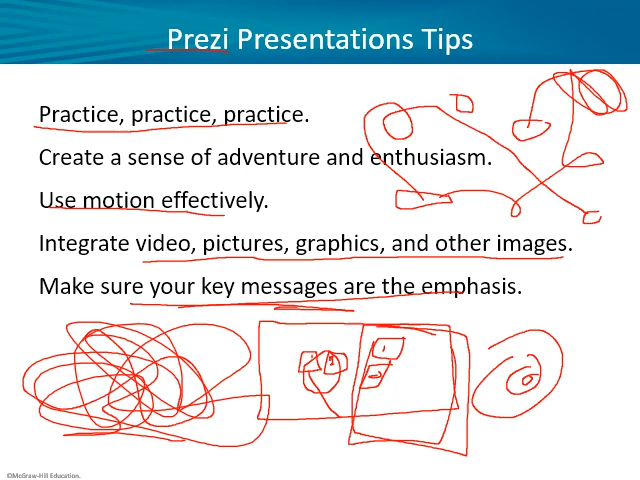 Prezi Presentations Tips
Practice, practice, practice.
Create a sense of adventure and enthusiasm.
Use motion effectively.
Integrate video, pictures, graphics, and other images.
Make sure your key messages are the emphasis.
©McGraw-Hill Education.